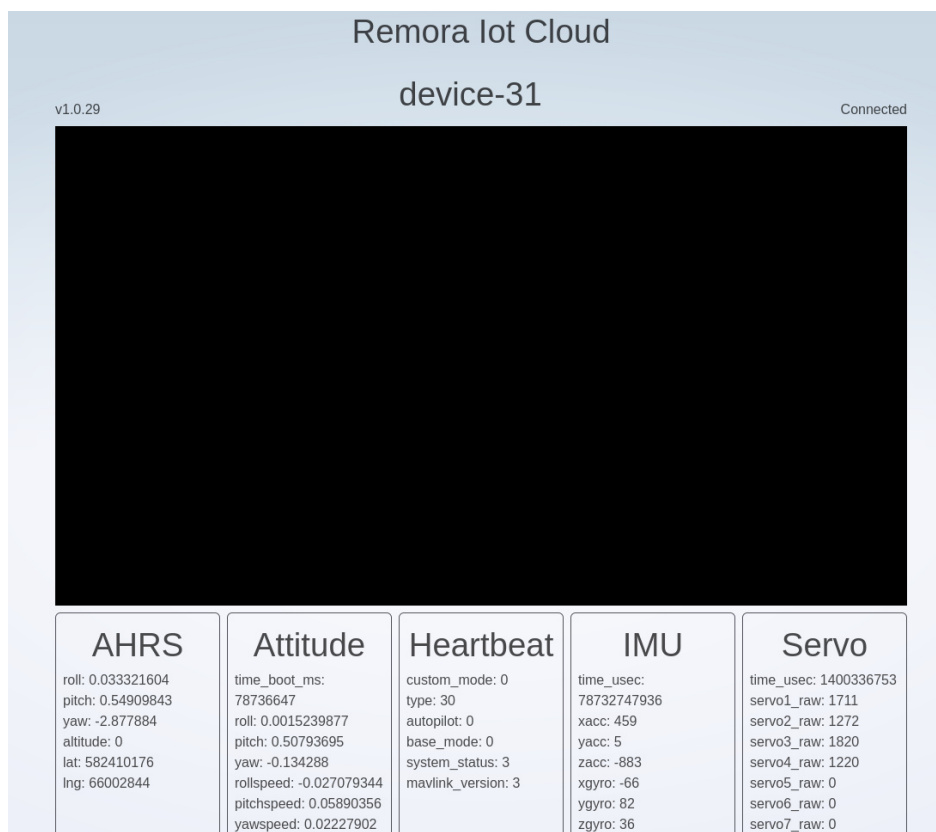 Remora Iot Cloud
device-31
v1.0.29
Connected
AHRS
roll: 0.033321604
pitch: 0.54909843
yaw: -2.877884
altitude: 0
lat: 582410176
lng: 66002844
Attitude
time_boot_ms:
78736647
roll: 0.0015239877
pitch: 0.50793695
yaw: -0.134288
rollspeed: -0.027079344
pitchspeed: 0.05890356
yawspeed: 0.02227902
Heartbeat
custom_mode: 0
type: 30
autopilot: 0
base_mode: 0
system_status: 3
mavlink_version: 3
IMU
time_usec:
78732747936
xacc: 459
yacc: 5
zacc: -883
xgyro: -66
ygyro: 82
zgyro: 36
Servo
time_usec: 1400336753
servo1_raw: 1711
servo2_raw: 1272
servo3_raw: 1820
servo4_raw: 1220
servo5_raw: 0
servo6_raw: 0
servo7_raw: 0